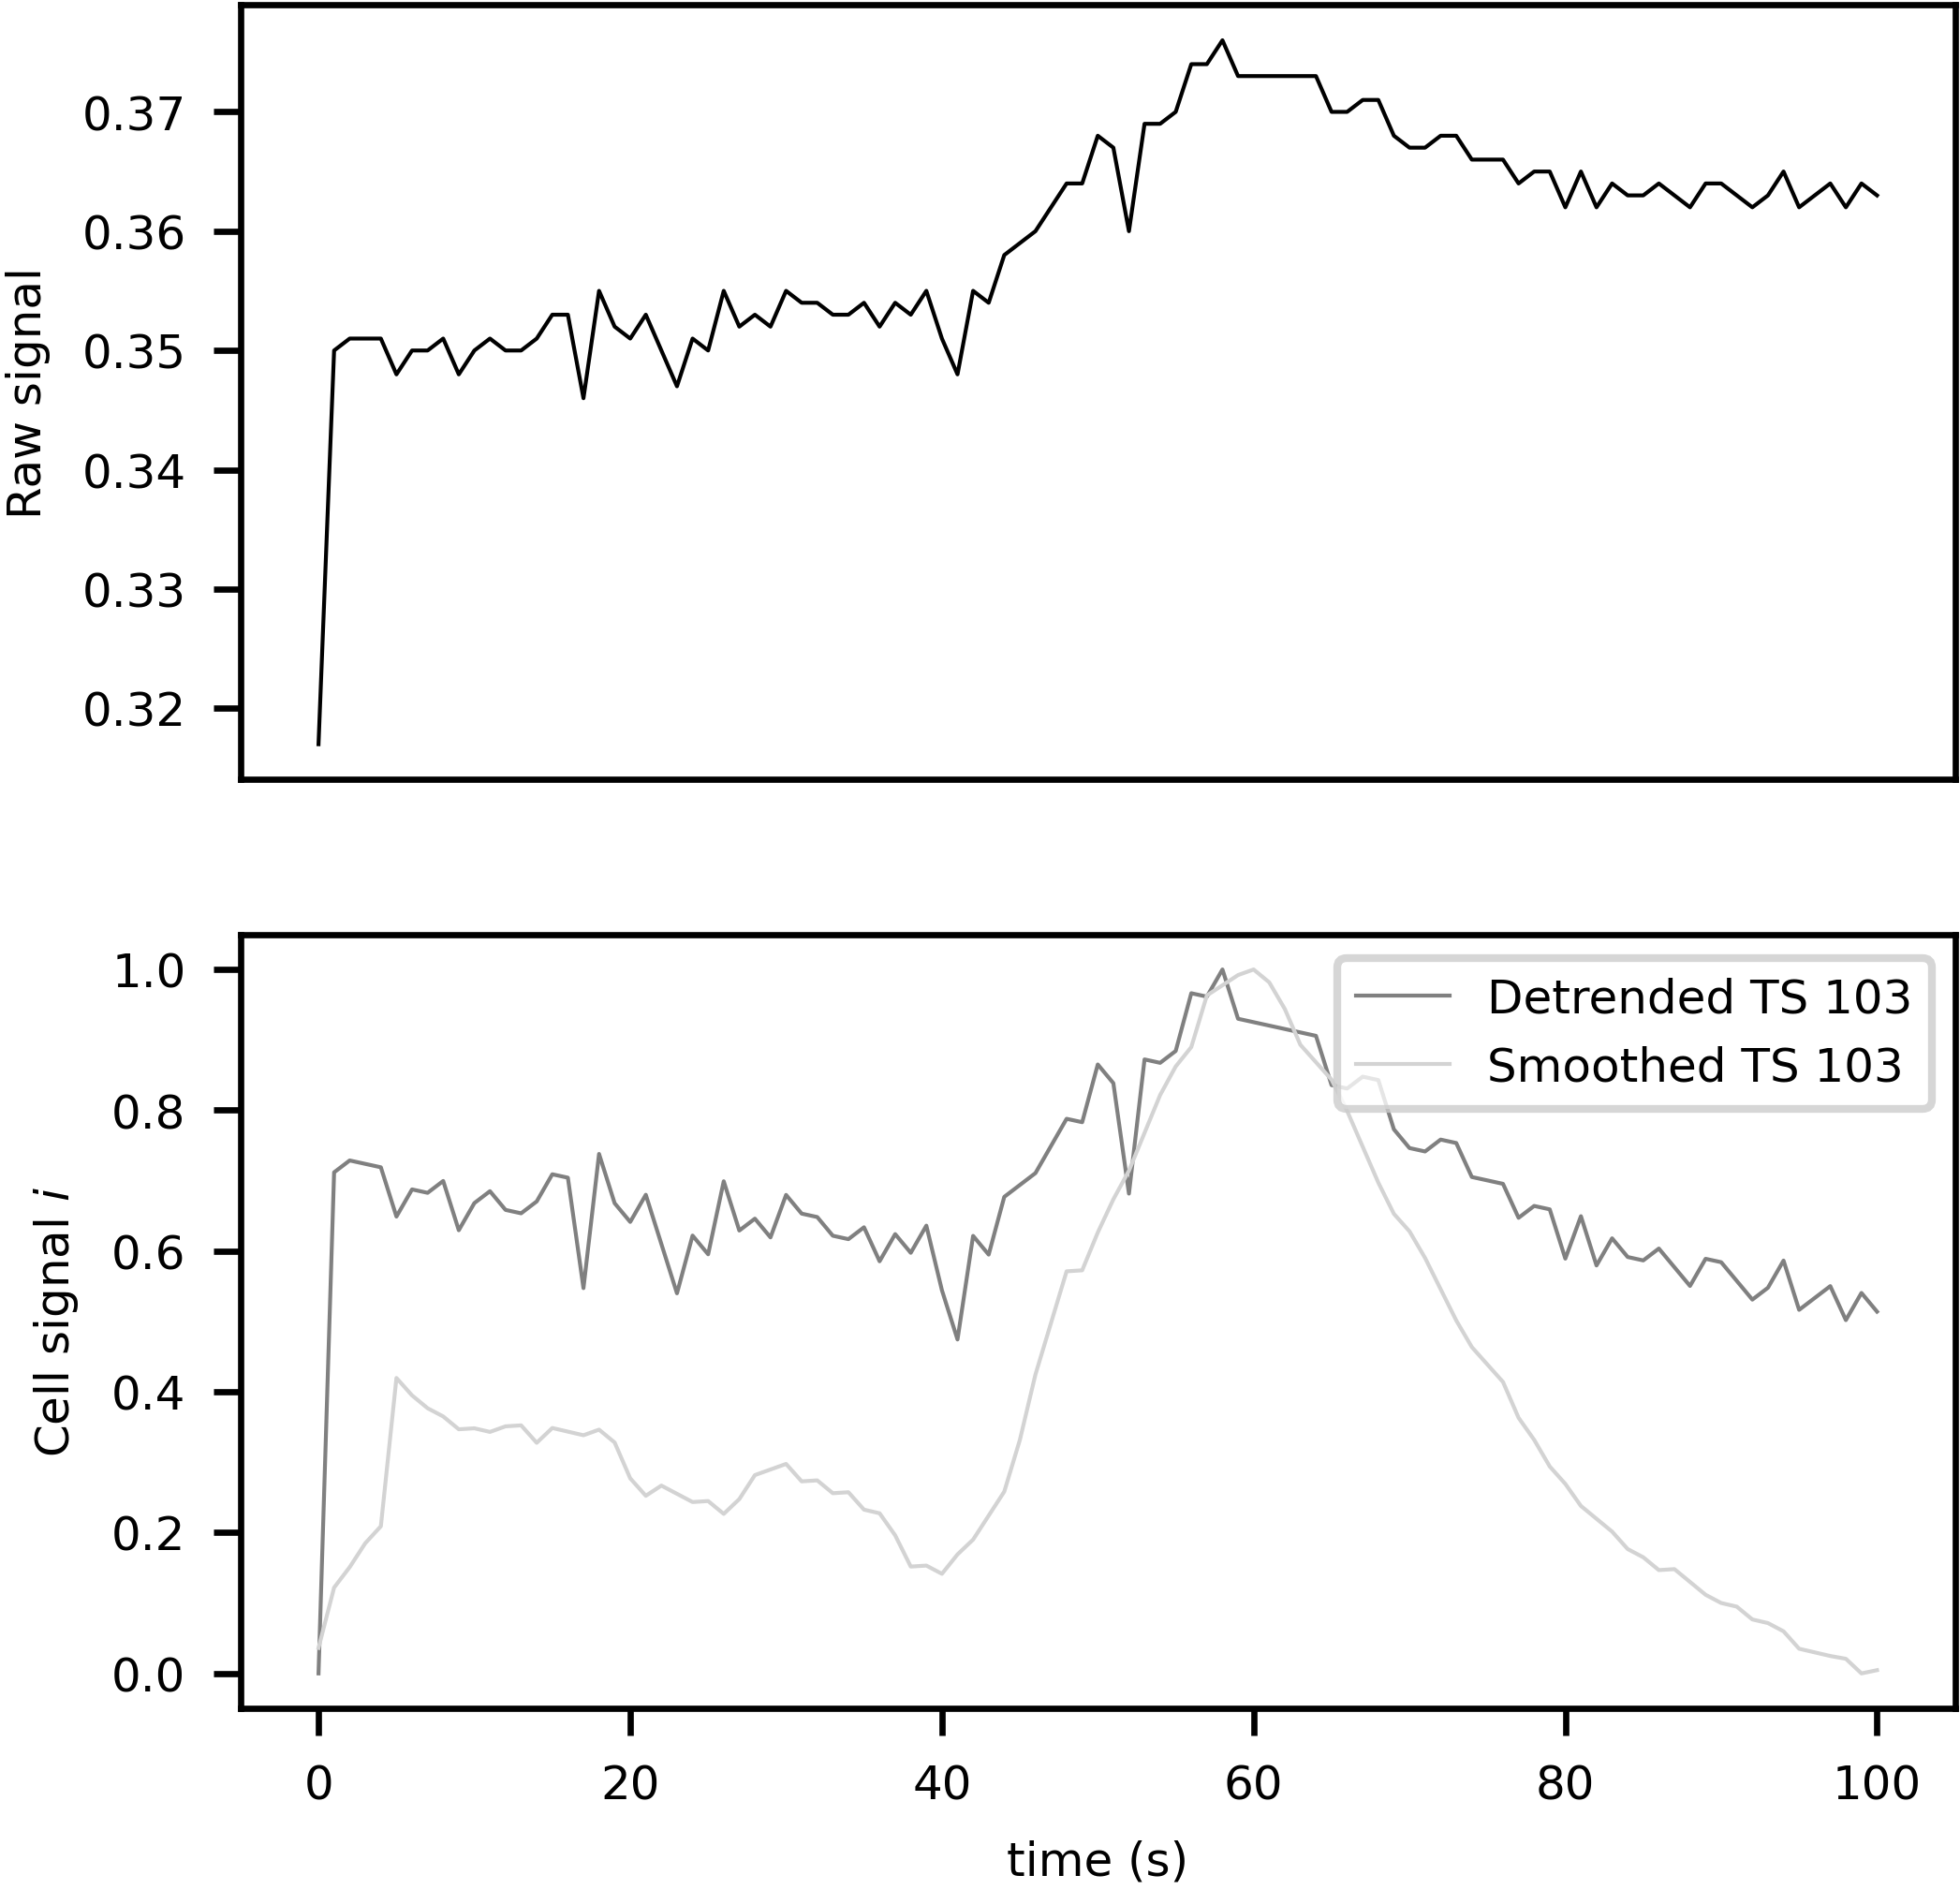 Raw signal
0.37
0.36
0.35
0.34
0.33
0.32
Cell signal i
1.0
0.8
0.6
0.4
0.2
0.0
Detrended TS 103
Smoothed TS 103
0 20 40 60 80 100
time (s)